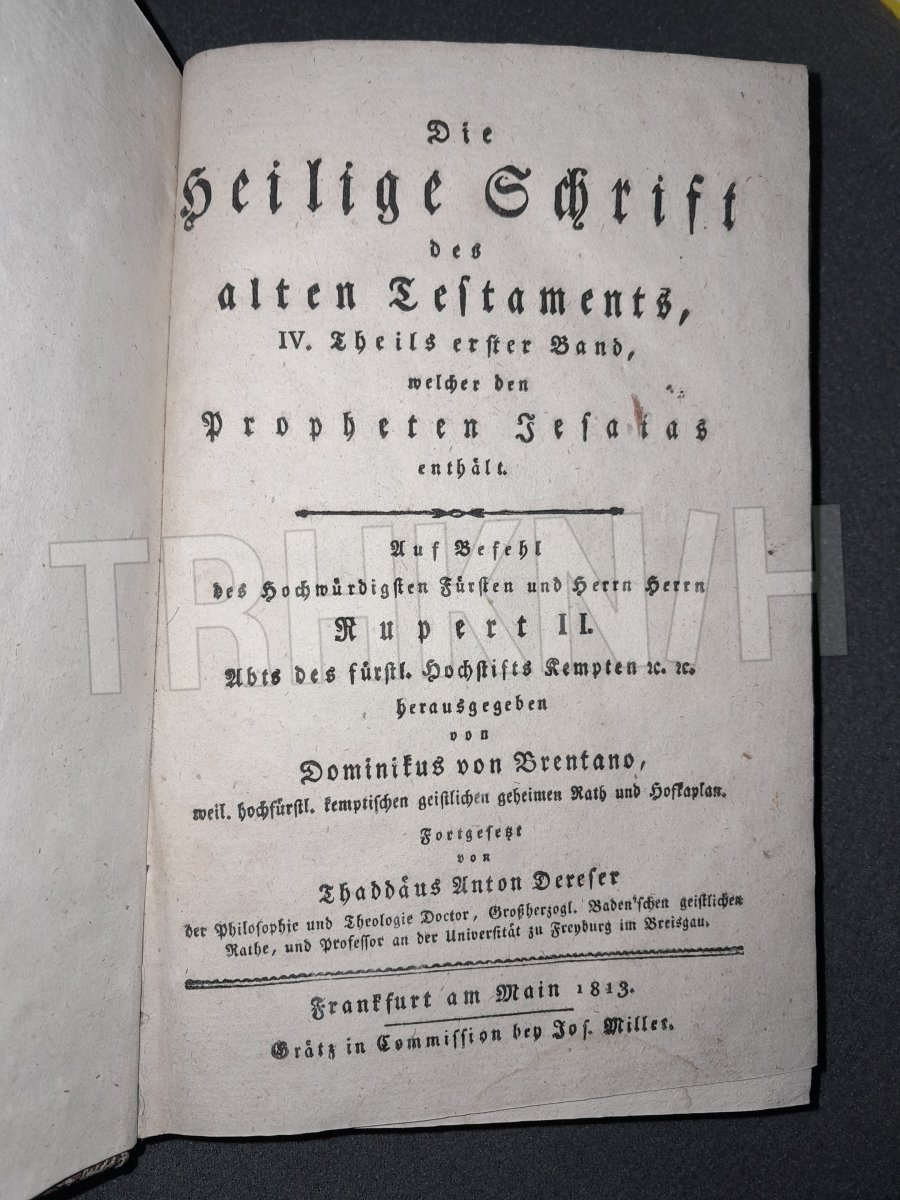 Die
Heilige Schrift
des
alten Testaments,
IV. Theils erster Band,
welcher den
Propheten Jesaias
enthält.
Auf Befehl
des Hochwürdigsten Fürsten und Herrn Herrn
Rupert II.
Abts des fürstl. Hochstifts Kempten ꝛc. ꝛc.
herausgegeben
von
Dominikus von Brentano,
weil. hochfürstl. kemptischen geistlichen geheimen Rath und Hofkaplan.
Fortgesetzt
von
Thaddäus Anton Dereser
der Philosophie und Theologie Doctor, Großherzogl. Baden'schen geistlichen
Rathe, und Professor an der Universität zu Freyburg im Breisgau.
Frankfurt am Main 1813.
Grätz in Commission bey Jos. Miller.
TRHKN/H